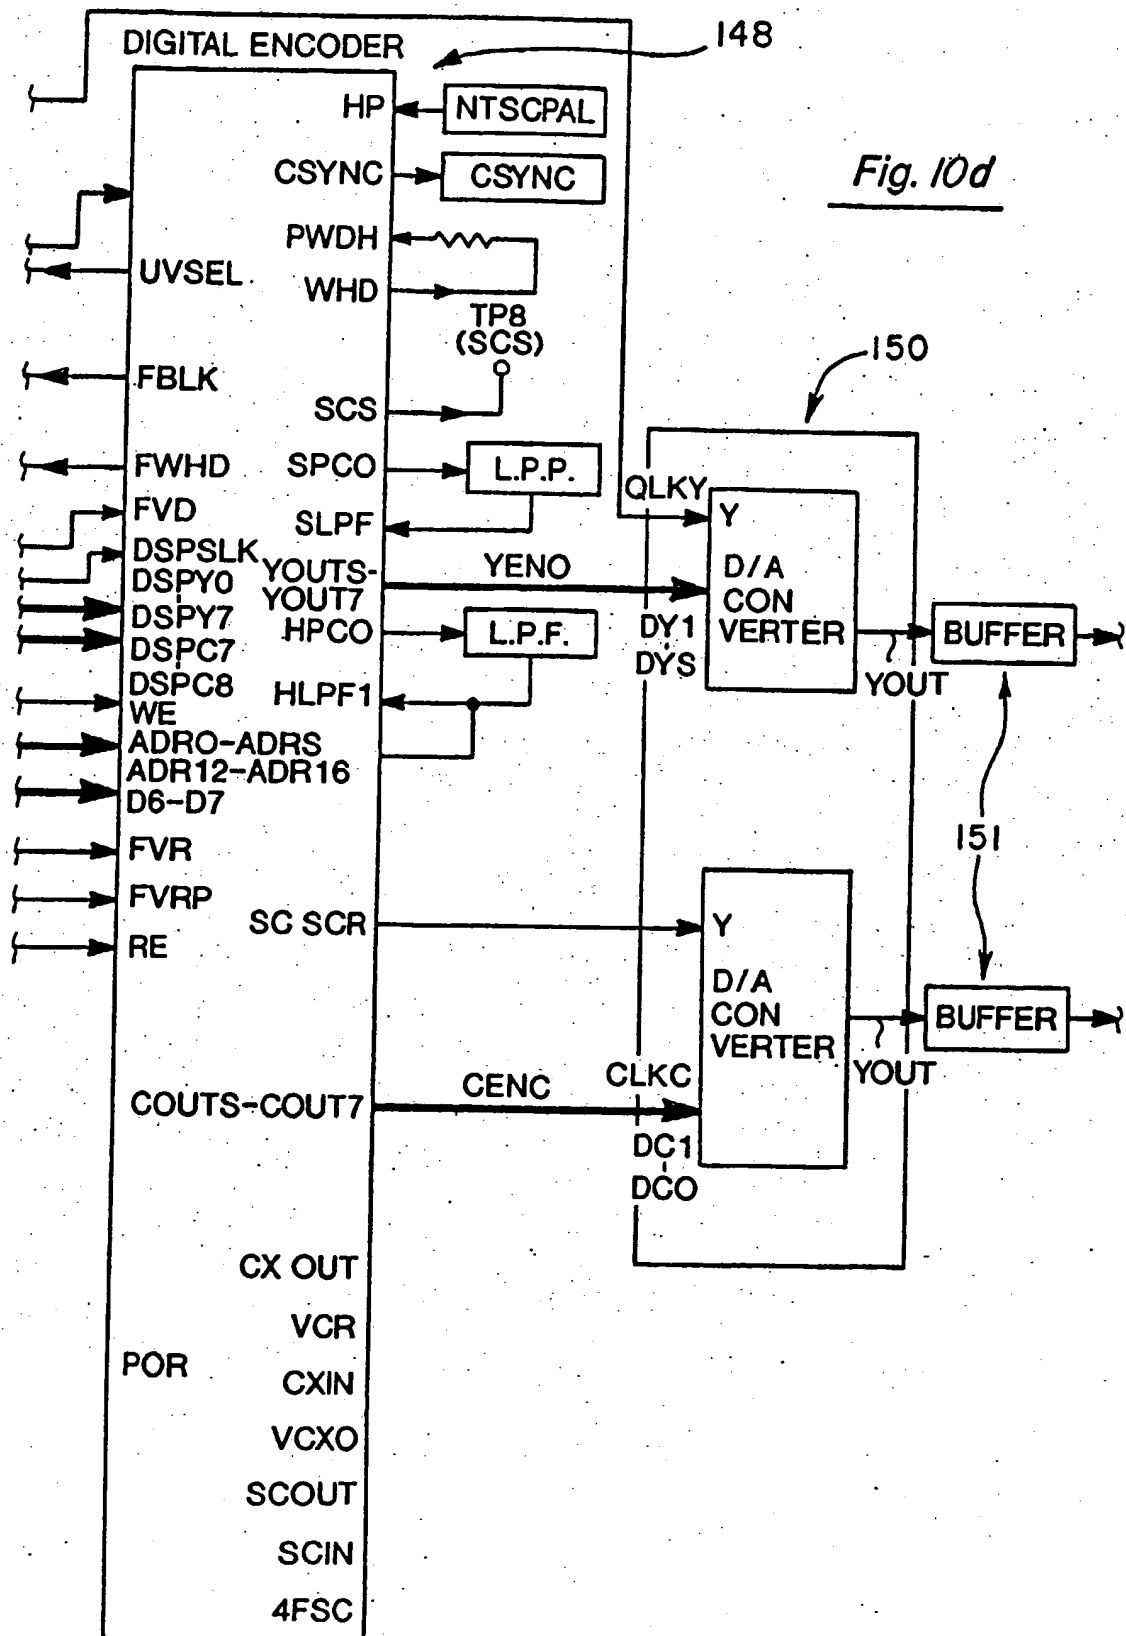 DIGITAL ENCODER
148
HP
NTSCPAL
CSYNC
CSYNC
Fig. 10d
PWDH
UVSEL
WHD
TP8
(SCS)
150
FBLK
SCS
FWHD
SPCO
L.P.P.
QLKY
Y
FVD
SLPF
DSPSLK
YOUTS-
YENO
D/A
DSPY0
YOUT7
CON
DSPY7
HPCO
L.P.F.
DY1
VERTER
BUFFER
DSPC7
DYS
YOUT
DSPC8
HLPF1
WE
ADRO-ADRS
ADR12-ADR16
D6-D7
FVR
151
FVRP
SC SCR
Y
RE
D/A
CON
BUFFER
VERTER
CENC
CLKC
YOUT
COUTS-COUT7
DC1
DCO
CX OUT
VCR
POR
CXIN
VCXO
SCOUT
SCIN
4FSC